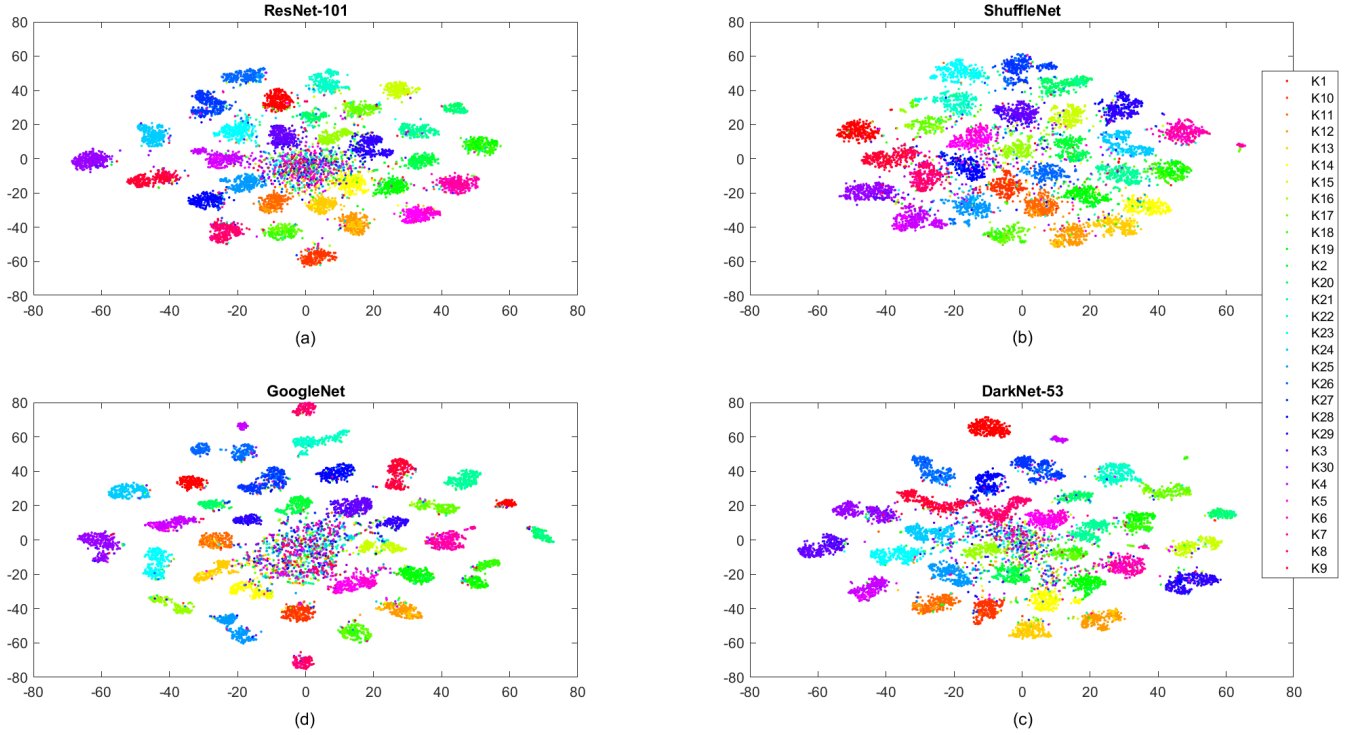 ResNet-101
80
60
40
20
0
-20
-40
-60
-80
-80 -60 -40 -20 0 20 40 60 80
(a)
ShuffleNet
80
60
40
20
0
-20
-40
-60
-80
-80 -60 -40 -20 0 20 40 60 80
(b)
K1
K10
K11
K12
K13
K14
K15
K16
K17
K18
K19
K2
K20
K21
K22
K23
K24
K25
K26
K27
K28
K29
K3
K30
K4
K5
K6
K7
K8
K9
GoogleNet
80
60
40
20
0
-20
-40
-60
-80
-80 -60 -40 -20 0 20 40 60 80
(d)
DarkNet-53
80
60
40
20
0
-20
-40
-60
-80
-80 -60 -40 -20 0 20 40 60 80
(c)